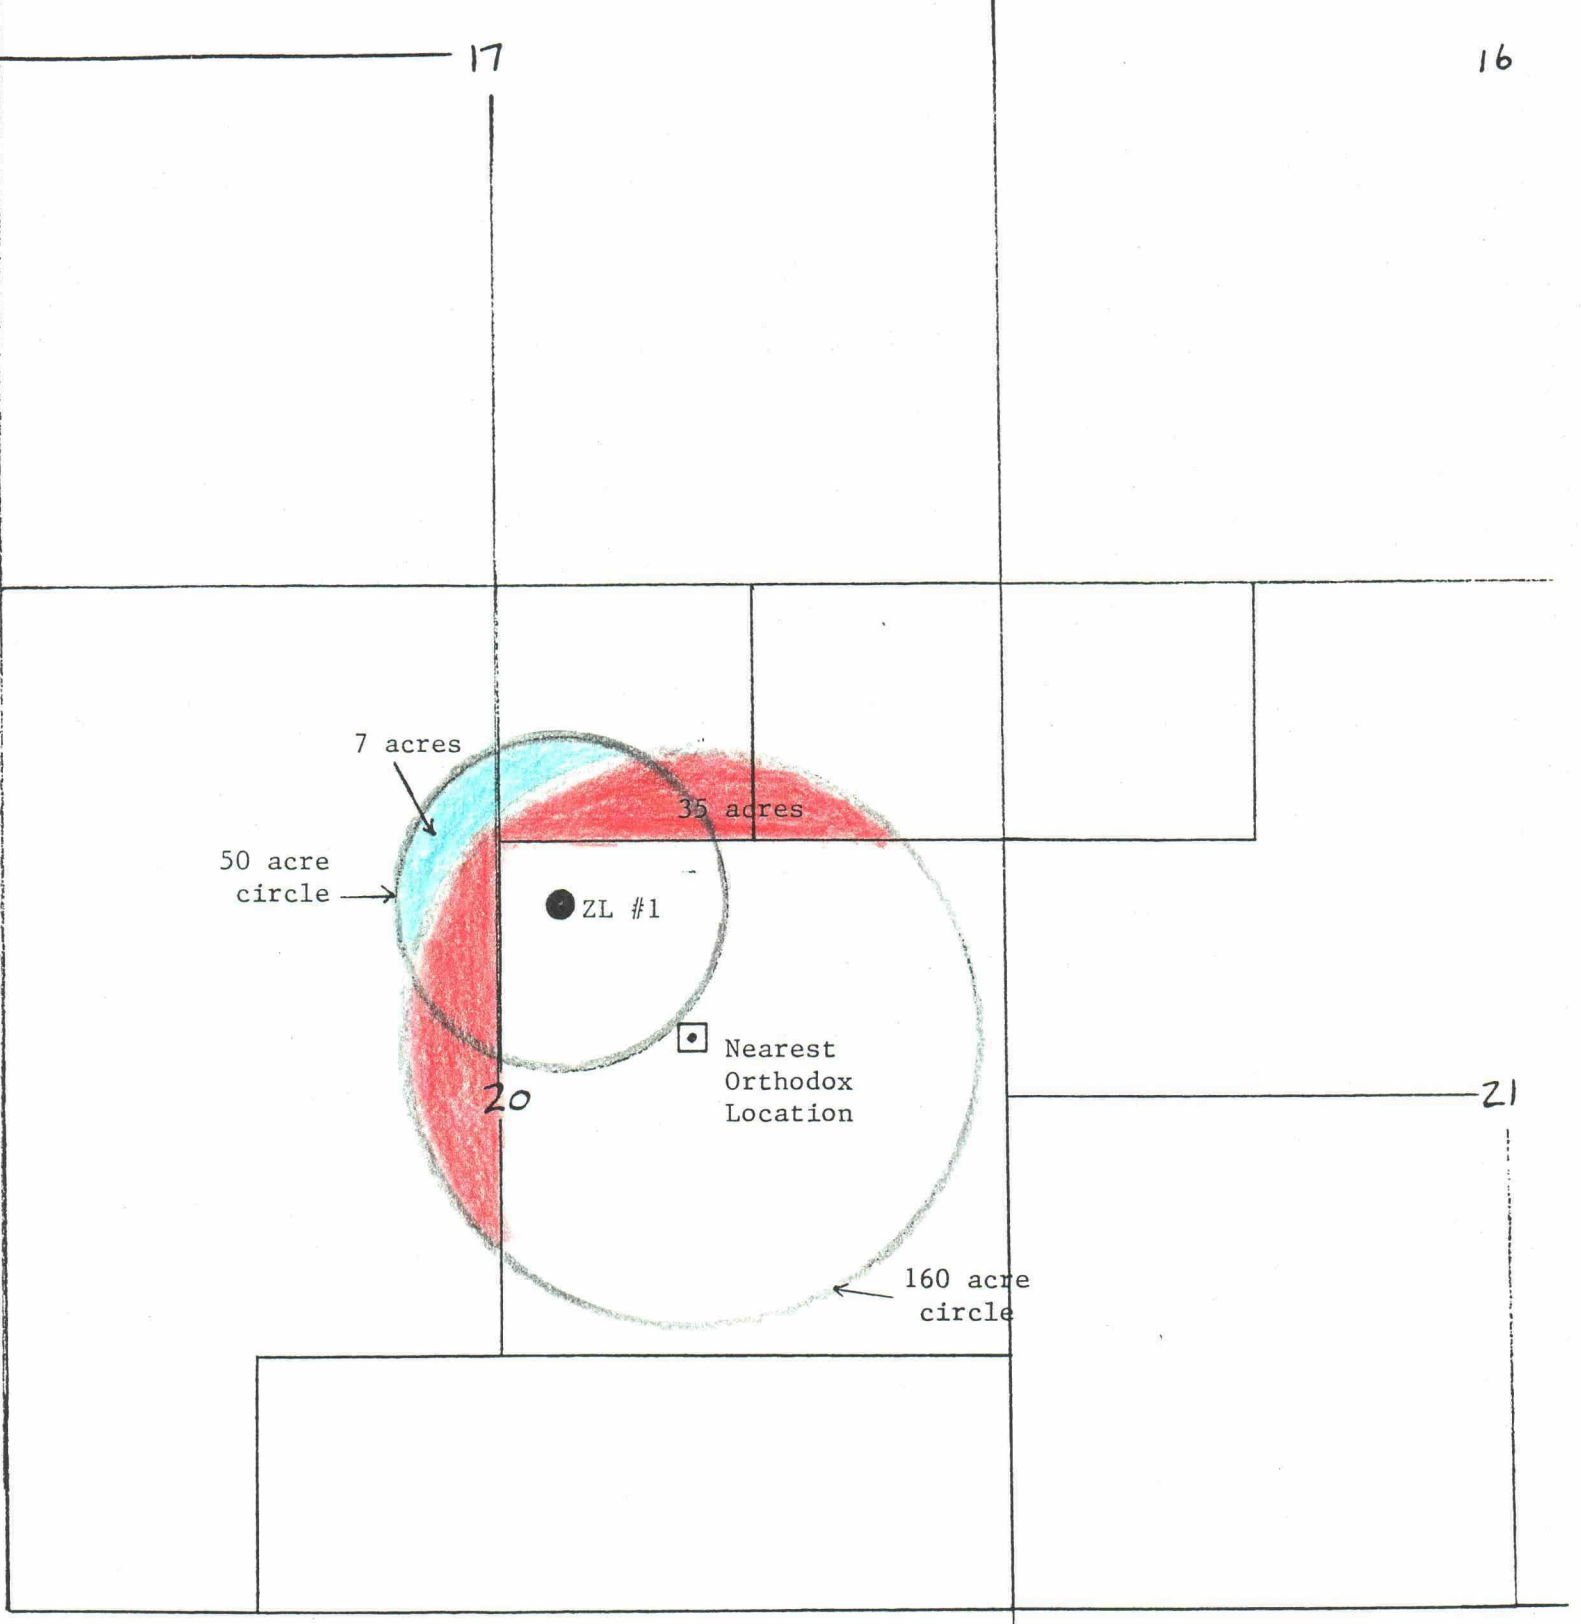 17
16
7 acres
35 acres
50 acre
circle
ZL #1
Nearest
Orthodox
Location
20
21
160 acre
circle